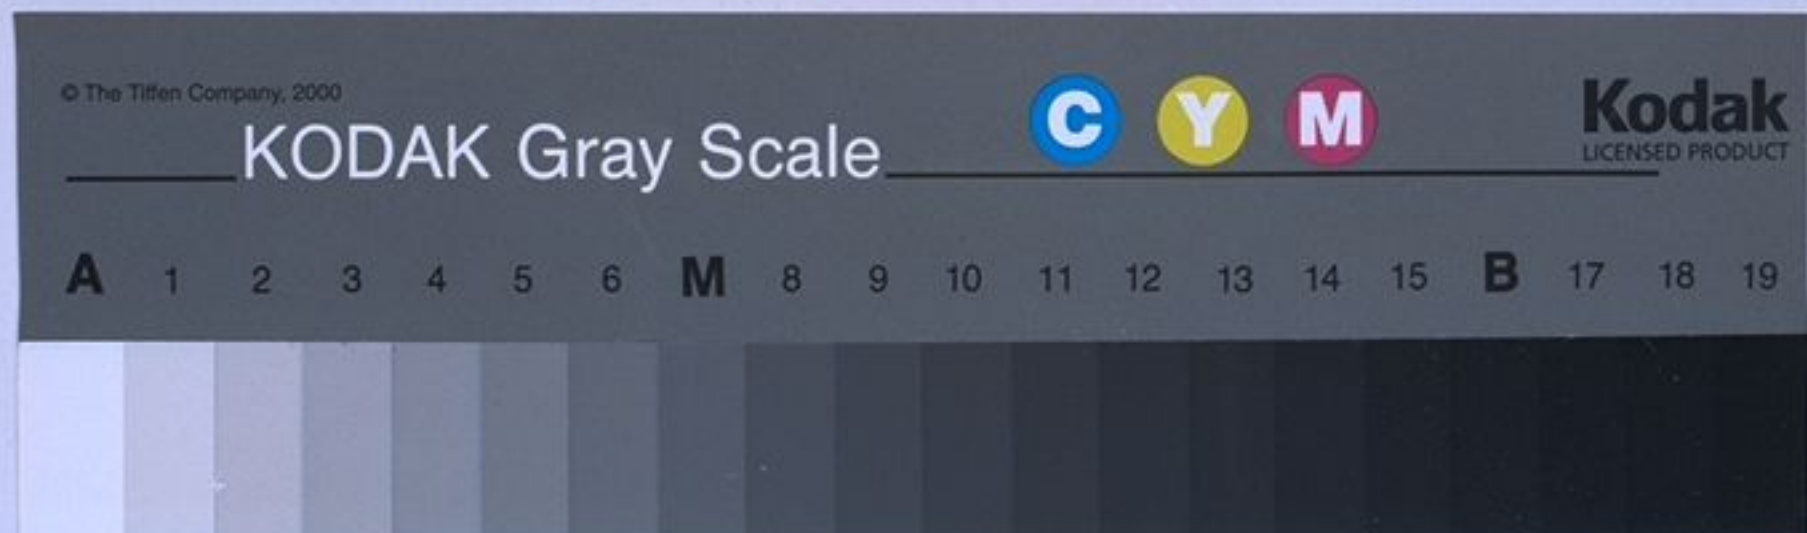 © The Tiffen Company, 2000
KODAK Gray Scale
C Y M
Kodak
LICENSED PRODUCT
A 1 2 3 4 5 6 M 8 9 10 11 12 13 14 15 B 17 18 19